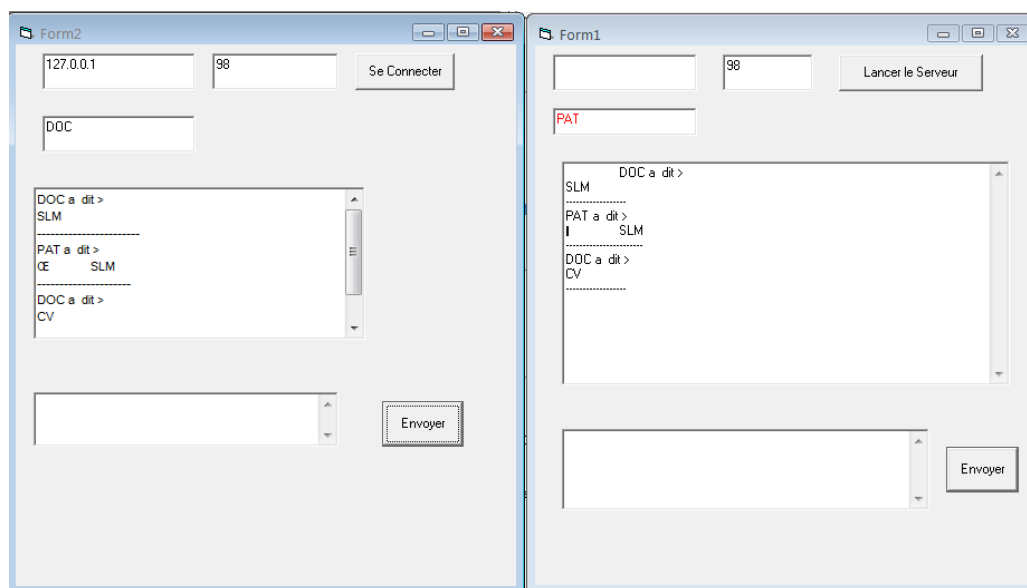 Form2
127.0.0.1 98 Se Connecter
DOC
DOC a dit >
SLM
-----------------------
PAT a dit >
Œ SLM
---------------------
DOC a dit >
CV
Envoyer
Form1
98 Lancer le Serveur
PAT
DOC a dit >
SLM
-----------------
PAT a dit >
SLM
----------------------
DOC a dit >
CV
-----------------
Envoyer